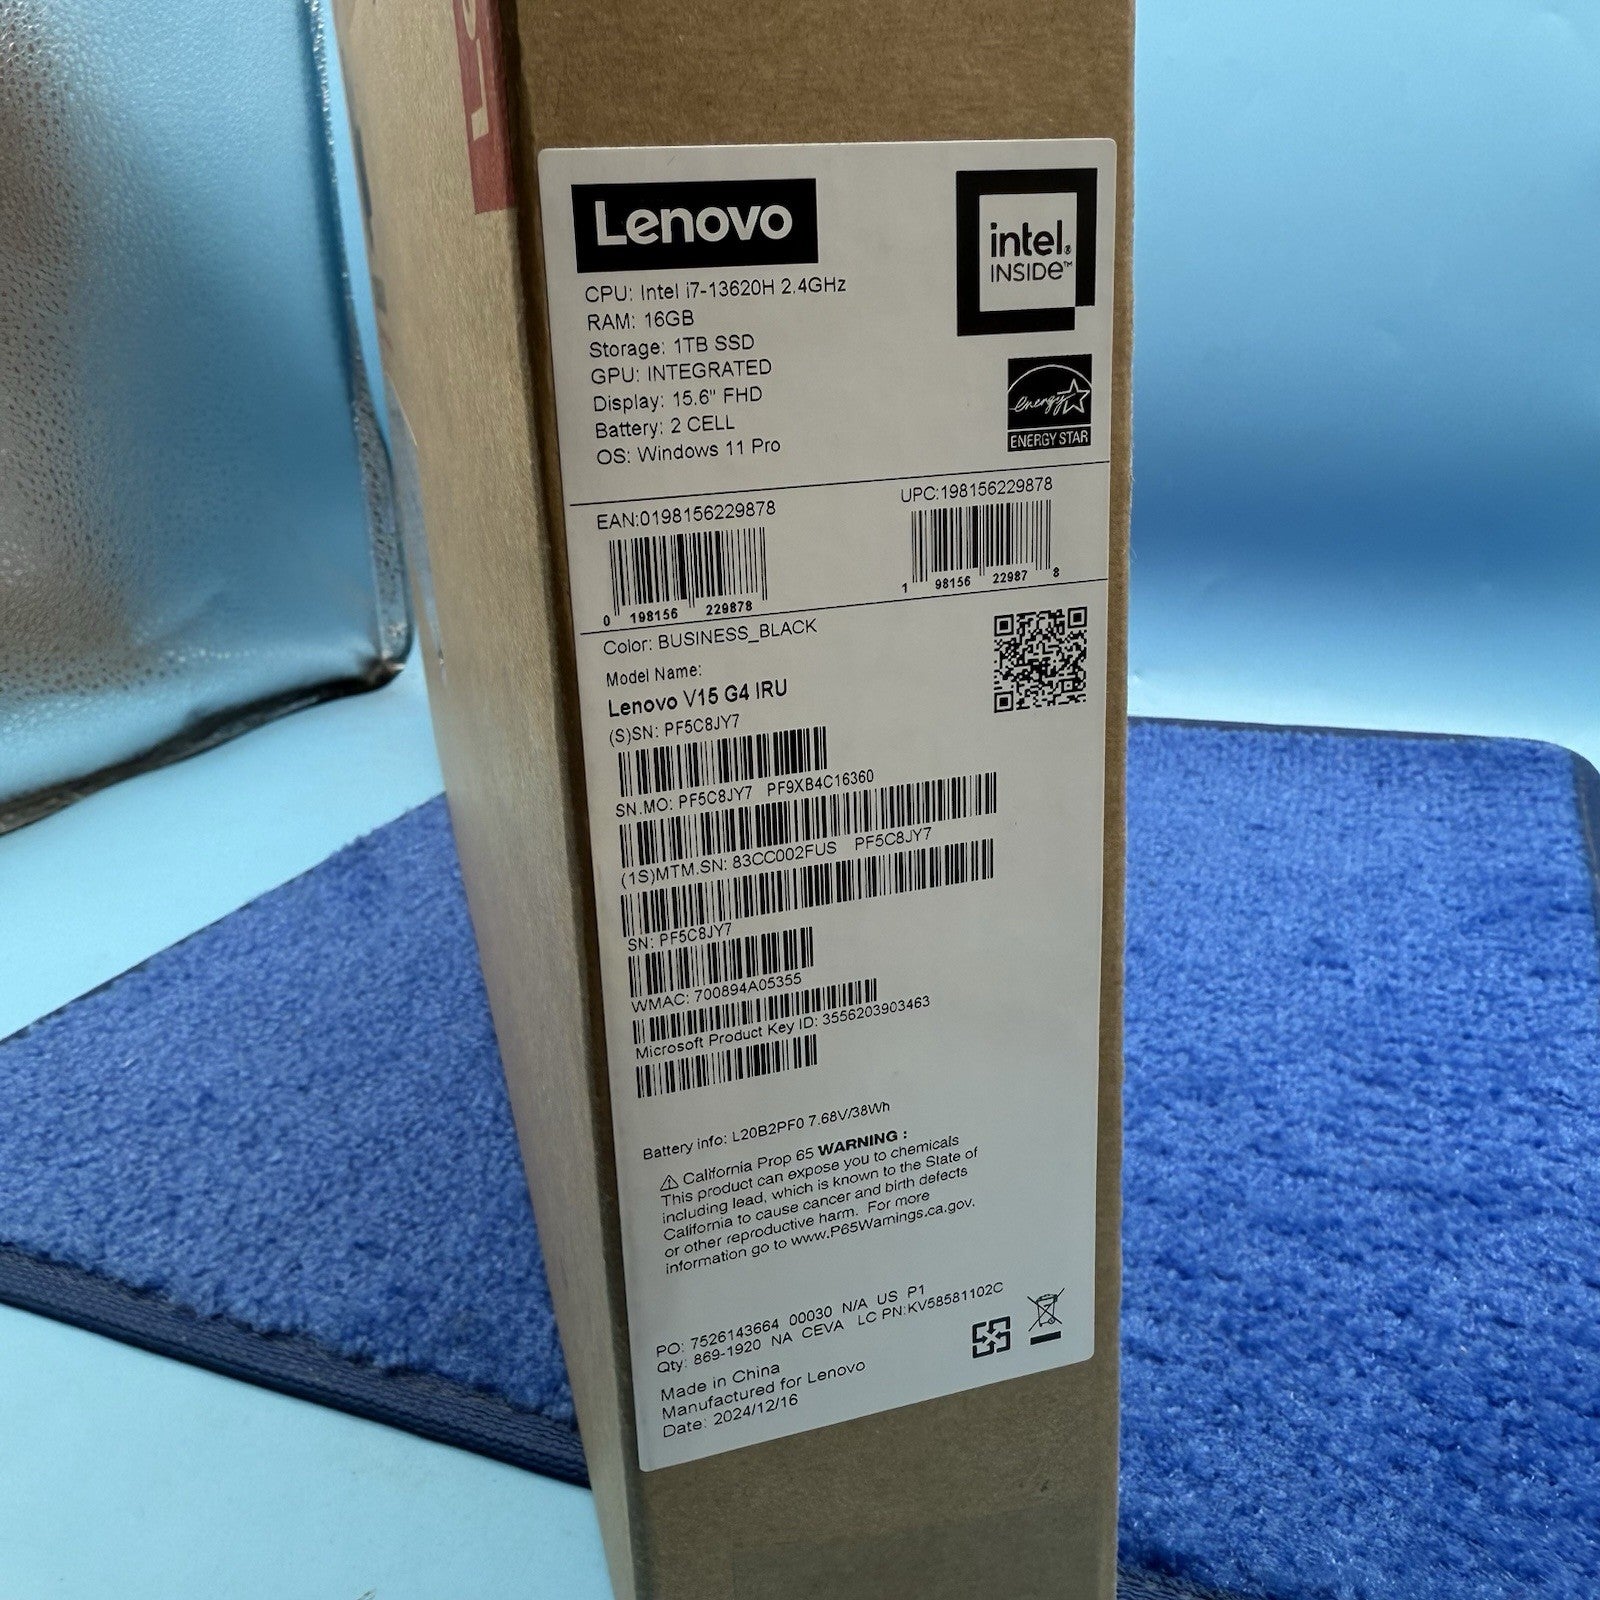 Lenovo
intel.
INSIDE™
CPU: Intel i7-13620H 2.4GHz
RAM: 16GB
Storage: 1TB SSD
GPU: INTEGRATED
Display: 15.6" FHD
Battery: 2 CELL
OS: Windows 11 Pro
energy
ENERGY STAR
EAN:0198156229878
UPC:198156229878
0 198156 229878
1 98156 22987 8
Color: BUSINESS_BLACK
Model Name:
Lenovo V15 G4 IRU
(S)SN: PF5C8JY7
SN.MO: PF5C8JY7 PF9XB4C16360
(1S)MTM.SN: 83CC002FUS PF5C8JY7
SN: PF5C8JY7
WMAC: 700894A05355
Microsoft Product Key ID: 3556203903463
Battery info: L20B2PF0 7.68V/38Wh
⚠ California Prop 65 WARNING :
This product can expose you to chemicals
including lead, which is known to the State of
California to cause cancer and birth defects
or other reproductive harm. For more
information go to www.P65Warnings.ca.gov.
PO: 7526143664 00030 N/A US P1
Qty: 869-1920 NA CEVA LC PN:KV58581102C
Made in China
Manufactured for Lenovo
Date: 2024/12/16